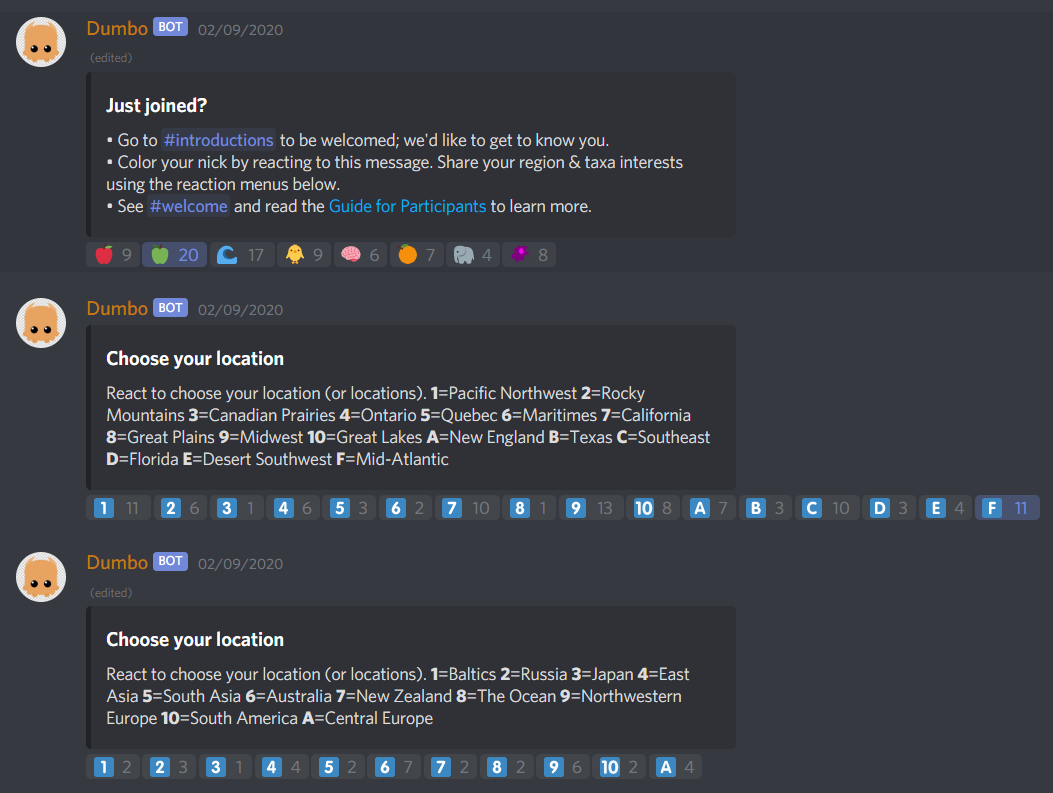 Dumbo BOT 02/09/2020
(edited)
Just joined?
• Go to #introductions to be welcomed; we'd like to get to know you.
• Color your nick by reacting to this message. Share your region & taxa interests
using the reaction menus below.
• See #welcome and read the Guide for Participants to learn more.
9 20 17 9 6 7 4 8
Dumbo BOT 02/09/2020
Choose your location
React to choose your location (or locations). 1=Pacific Northwest 2=Rocky
Mountains 3=Canadian Prairies 4=Ontario 5=Quebec 6=Maritimes 7=California
8=Great Plains 9=Midwest 10=Great Lakes A=New England B=Texas C=Southeast
D=Florida E=Desert Southwest F=Mid-Atlantic
1 11 2 6 3 1 4 6 5 3 6 2 7 10 8 1 9 13 10 8 A 7 B 3 C 10 D 3 E 4 F 11
Dumbo BOT 02/09/2020
(edited)
Choose your location
React to choose your location (or locations). 1=Baltics 2=Russia 3=Japan 4=East
Asia 5=South Asia 6=Australia 7=New Zealand 8=The Ocean 9=Northwestern
Europe 10=South America A=Central Europe
1 2 2 3 3 1 4 4 5 2 6 7 7 2 8 2 9 6 10 2 A 4